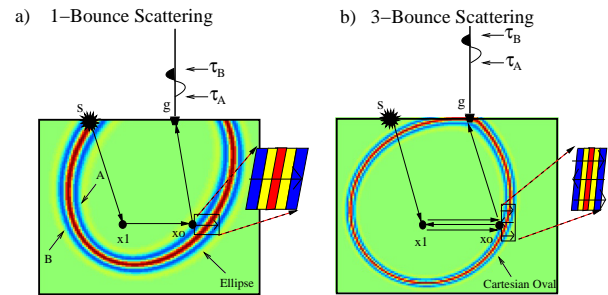 a) 1–Bounce Scattering
τB
τA
s
g
A
B
x1
xo
Ellipse
b) 3–Bounce Scattering
τB
τA
s
g
x1
xo
Cartesian Oval